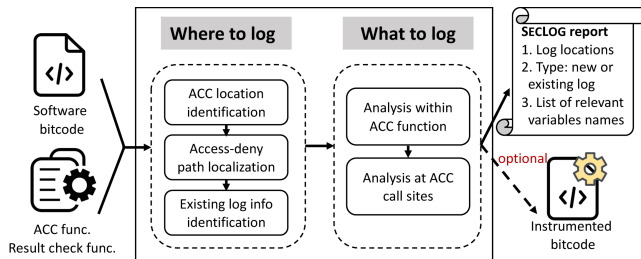 Software
bitcode
ACC func.
Result check func.
Where to log
ACC location
identification
Access-deny
path localization
Existing log info
identification
What to log
Analysis within
ACC function
Analysis at ACC
call sites
SECLOG report
1. Log locations
2. Type: new or
existing log
3. List of relevant
variables names
optional
Instrumented
bitcode